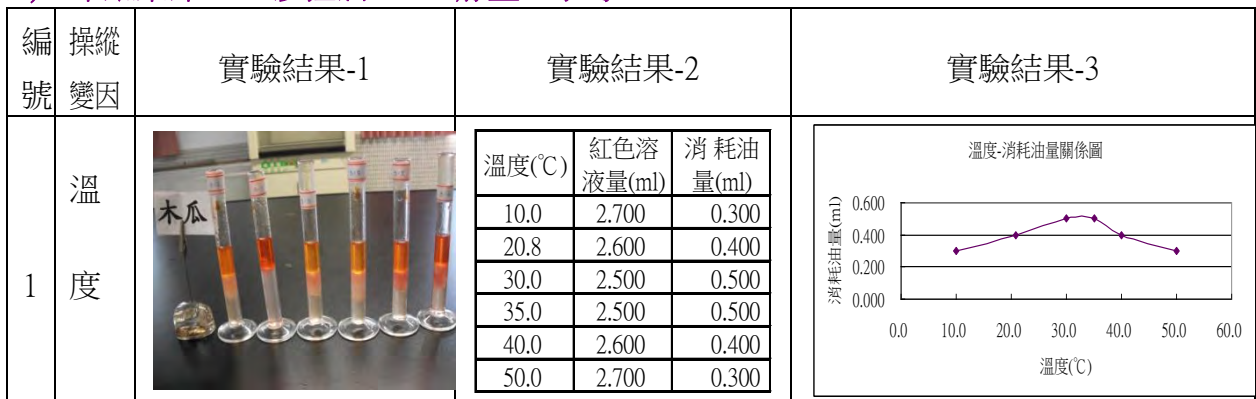 編號
操縱變因
實驗結果-1
實驗結果-2
實驗結果-3
1
溫度
木瓜
溫度(℃) 紅色溶液量(ml) 消耗油量(ml)
10.0 2.700 0.300
20.8 2.600 0.400
30.0 2.500 0.500
35.0 2.500 0.500
40.0 2.600 0.400
50.0 2.700 0.300
溫度-消耗油量關係圖
消耗油量(ml)
0.600
0.400
0.200
0.000
0.0 10.0 20.0 30.0 40.0 50.0 60.0
溫度(℃)